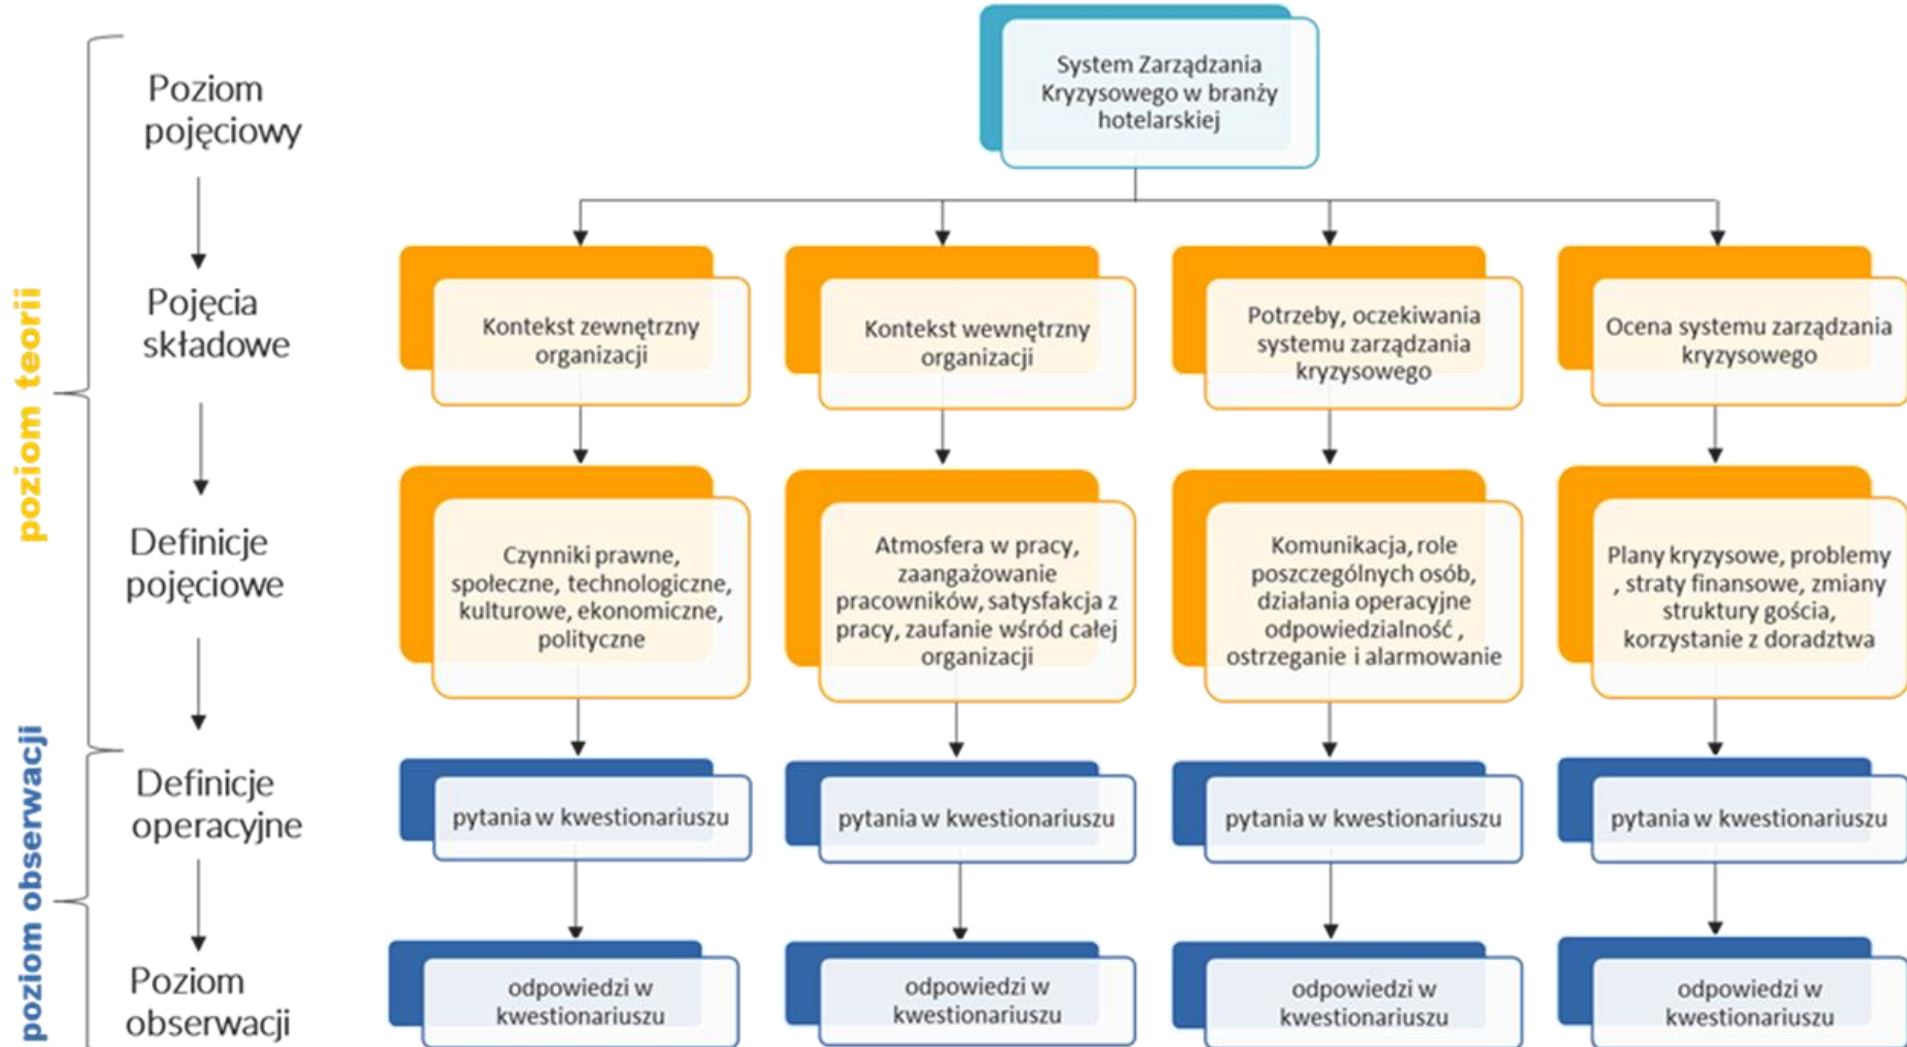 System Zarządzania
Kryzysowego w branży
hotelarskiej
Poziom
pojęciowy
poziom teorii
Pojęcia
składowe
Kontekst zewnętrzny
organizacji
Kontekst wewnętrzny
organizacji
Potrzeby, oczekiwania
systemu zarządzania
kryzysowego
Ocena systemu zarządzania
kryzysowego
Definicje
pojęciowe
Czynniki prawne,
społeczne, technologiczne,
kulturowe, ekonomiczne,
polityczne
Atmosfera w pracy,
zaangażowanie
pracowników, satysfakcja z
pracy, zaufanie wśród całej
organizacji
Komunikacja, role
poszczególnych osób,
działania operacyjne
odpowiedzialność ,
ostrzeganie i alarmowanie
Plany kryzysowe, problemy
, straty finansowe, zmiany
struktury gościa,
korzystanie z doradztwa
poziom obserwacji
Definicje
operacyjne
pytania w kwestionariuszu
pytania w kwestionariuszu
pytania w kwestionariuszu
pytania w kwestionariuszu
Poziom
obserwacji
odpowiedzi w
kwestionariuszu
odpowiedzi w
kwestionariuszu
odpowiedzi w
kwestionariuszu
odpowiedzi w
kwestionariuszu